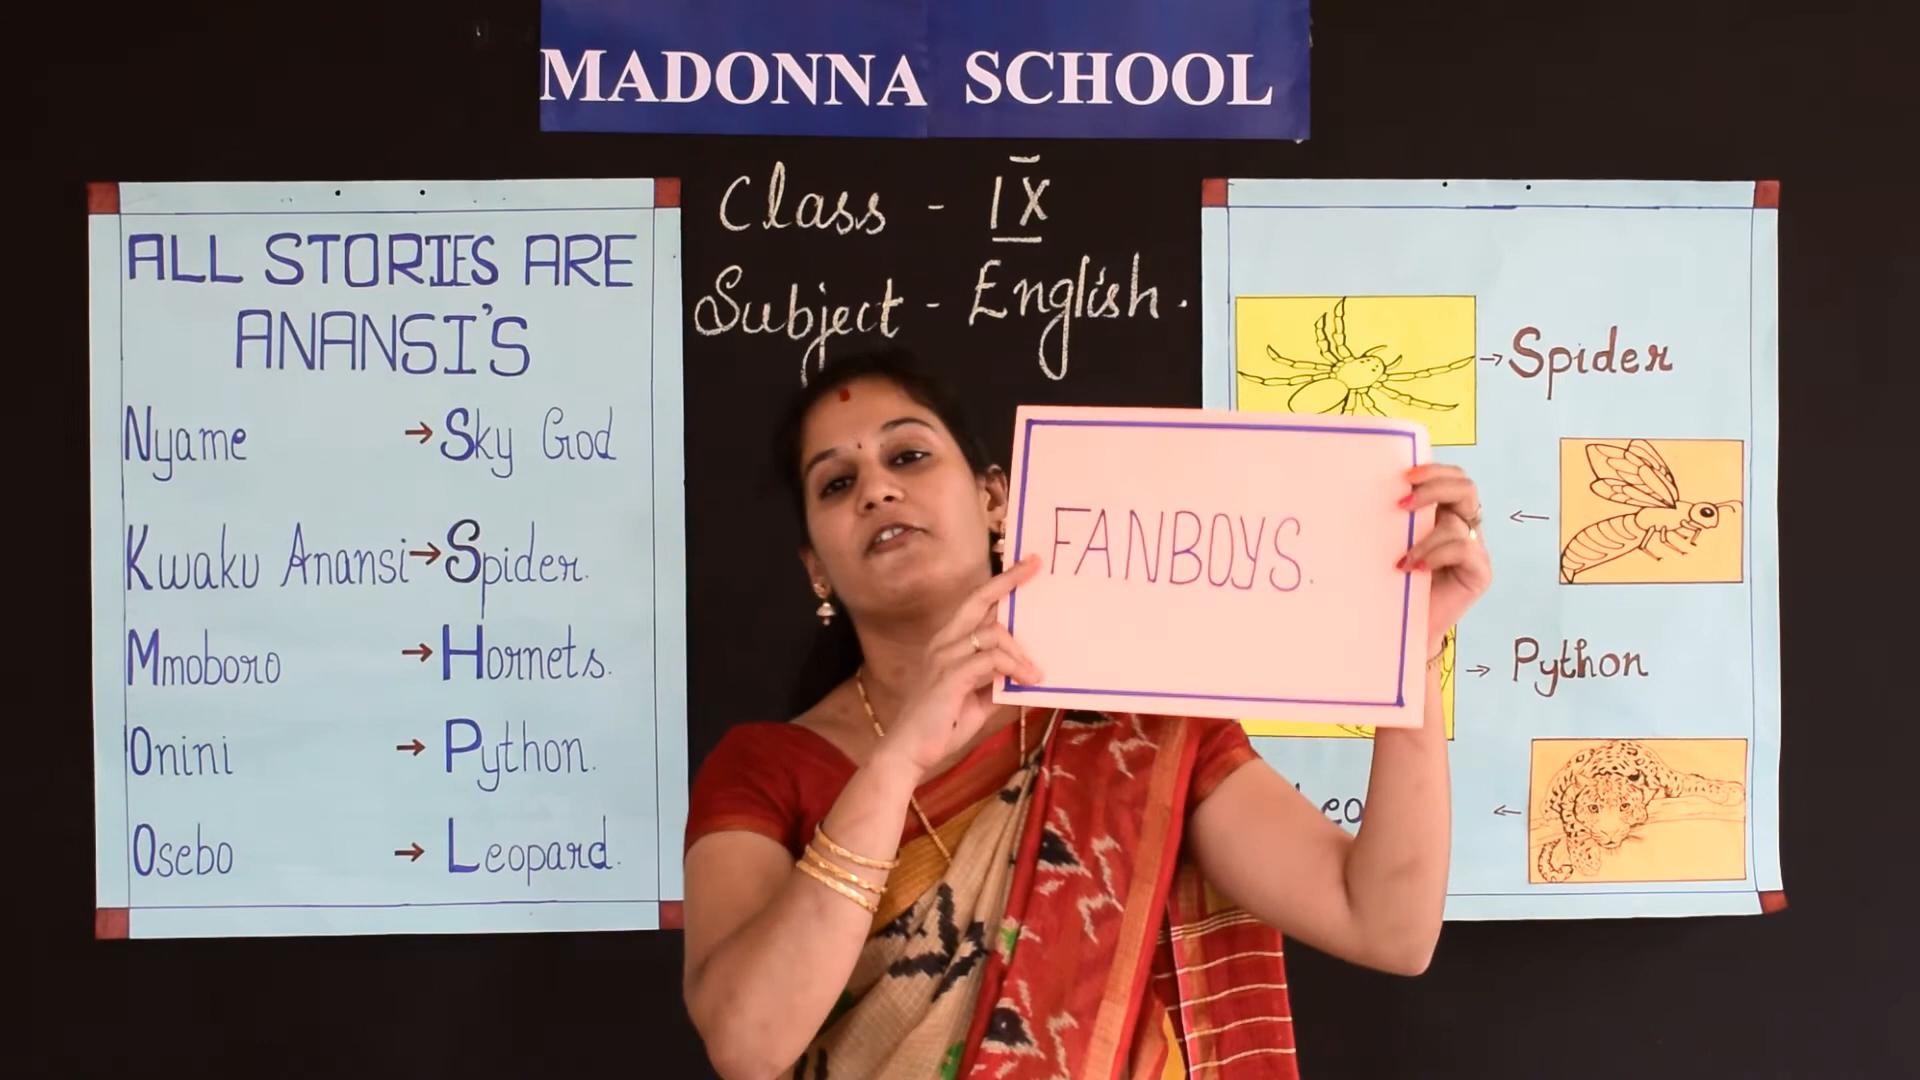 MADONNA SCHOOL
Class - IX
Subject - English.
ALL STORIES ARE
ANANSI'S
Nyame → Sky God
Kwaku Anansi → Spider.
Mmoboro → Hornets.
Onini → Python.
Osebo → Leopard.
FANBOYS.
→ Spider
←
→ Python
←